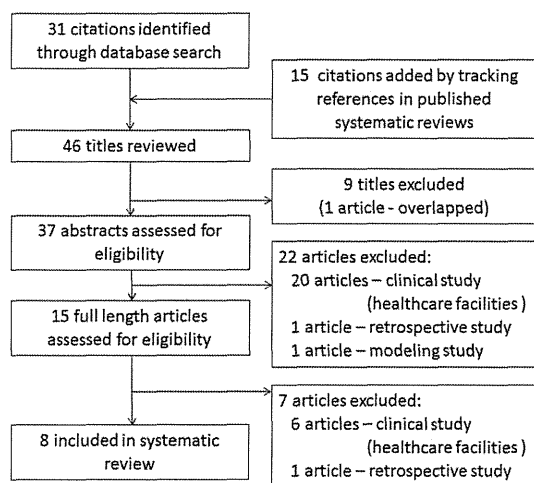 31 citations identified
through database search
15 citations added by tracking
references in published
systematic reviews
46 titles reviewed
9 titles excluded
(1 article - overlapped)
37 abstracts assessed for
eligibility
22 articles excluded:
20 articles – clinical study
(healthcare facilities )
1 article – retrospective study
1 article – modeling study
15 full length articles
assessed for eligibility
7 articles excluded:
6 articles – clinical study
(healthcare facilities )
1 article – retrospective study
8 included in systematic
review